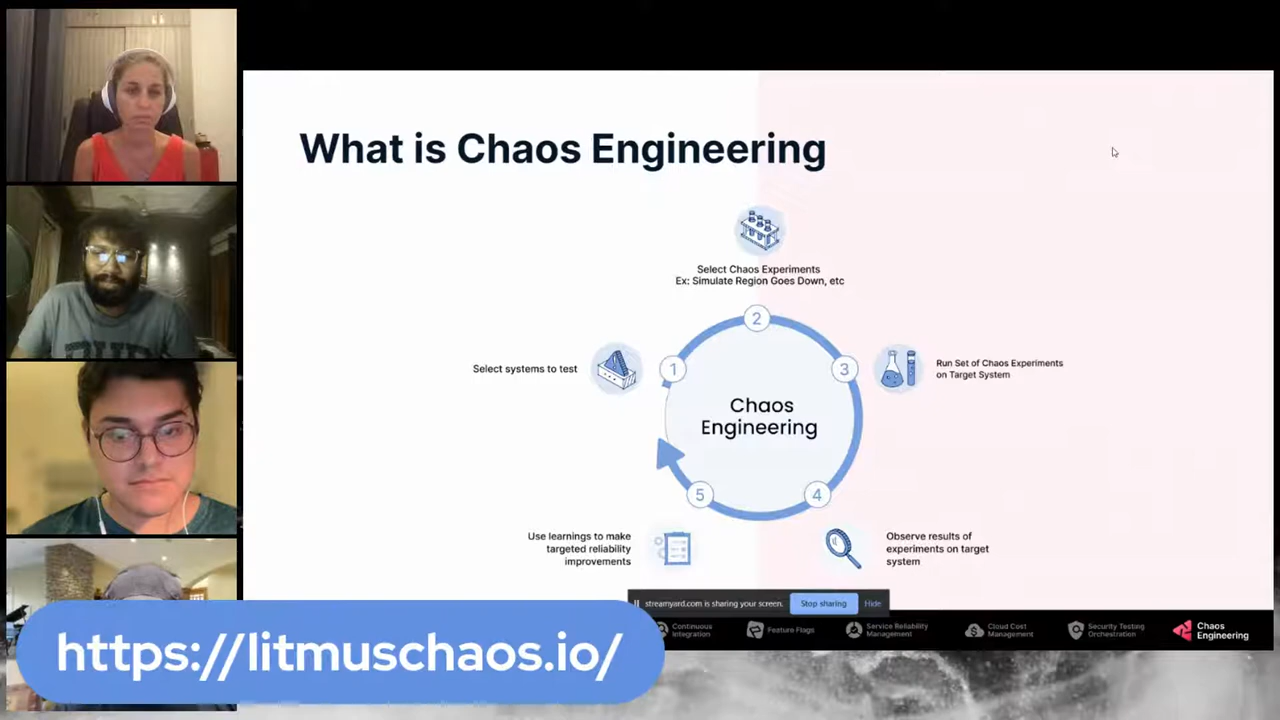 What is Chaos Engineering
Select Chaos Experiments
Ex: Simulate Region Goes Down, etc
2
Select systems to test
1
3
Run Set of Chaos Experiments
on Target System
Chaos
Engineering
5
4
Use learnings to make
targeted reliability
improvements
Observe results of
experiments on target
system
streamyard.com is sharing your screen.
Stop sharing
Hide
Continuous
Integration
Feature Flags
Service Reliability
Management
Cloud Cost
Management
Security Testing
Orchestration
Chaos
Engineering
https://litmuschaos.io/